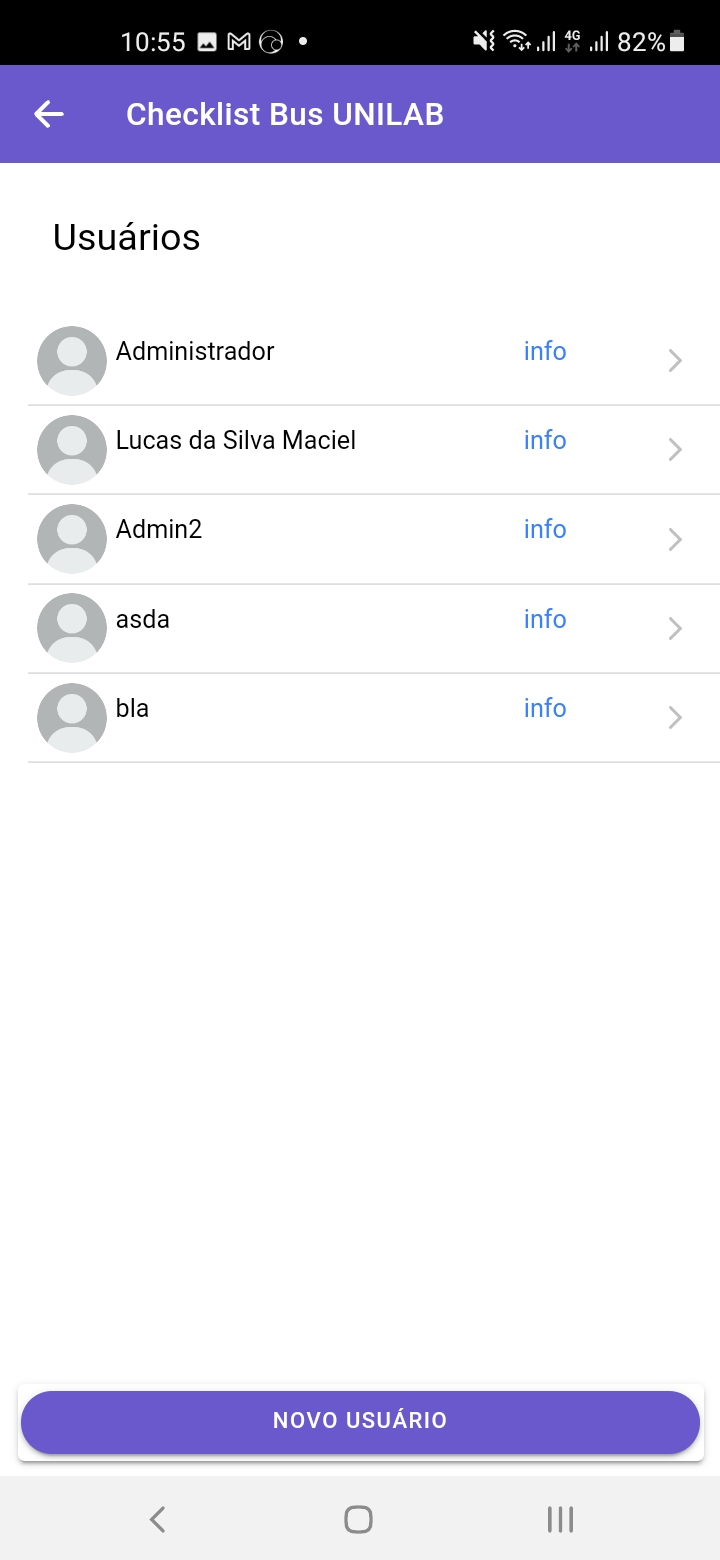 10:55 4G 82%
Checklist Bus UNILAB
Usuários
Administrador info
Lucas da Silva Maciel info
Admin2 info
asda info
bla info
NOVO USUÁRIO